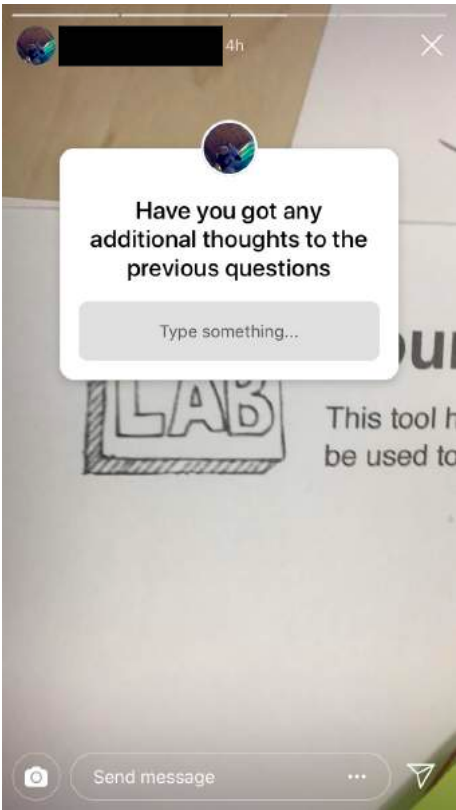 4h
Have you got any
additional thoughts to the
previous questions
Type something...
LAB
This tool
be used to
Send message